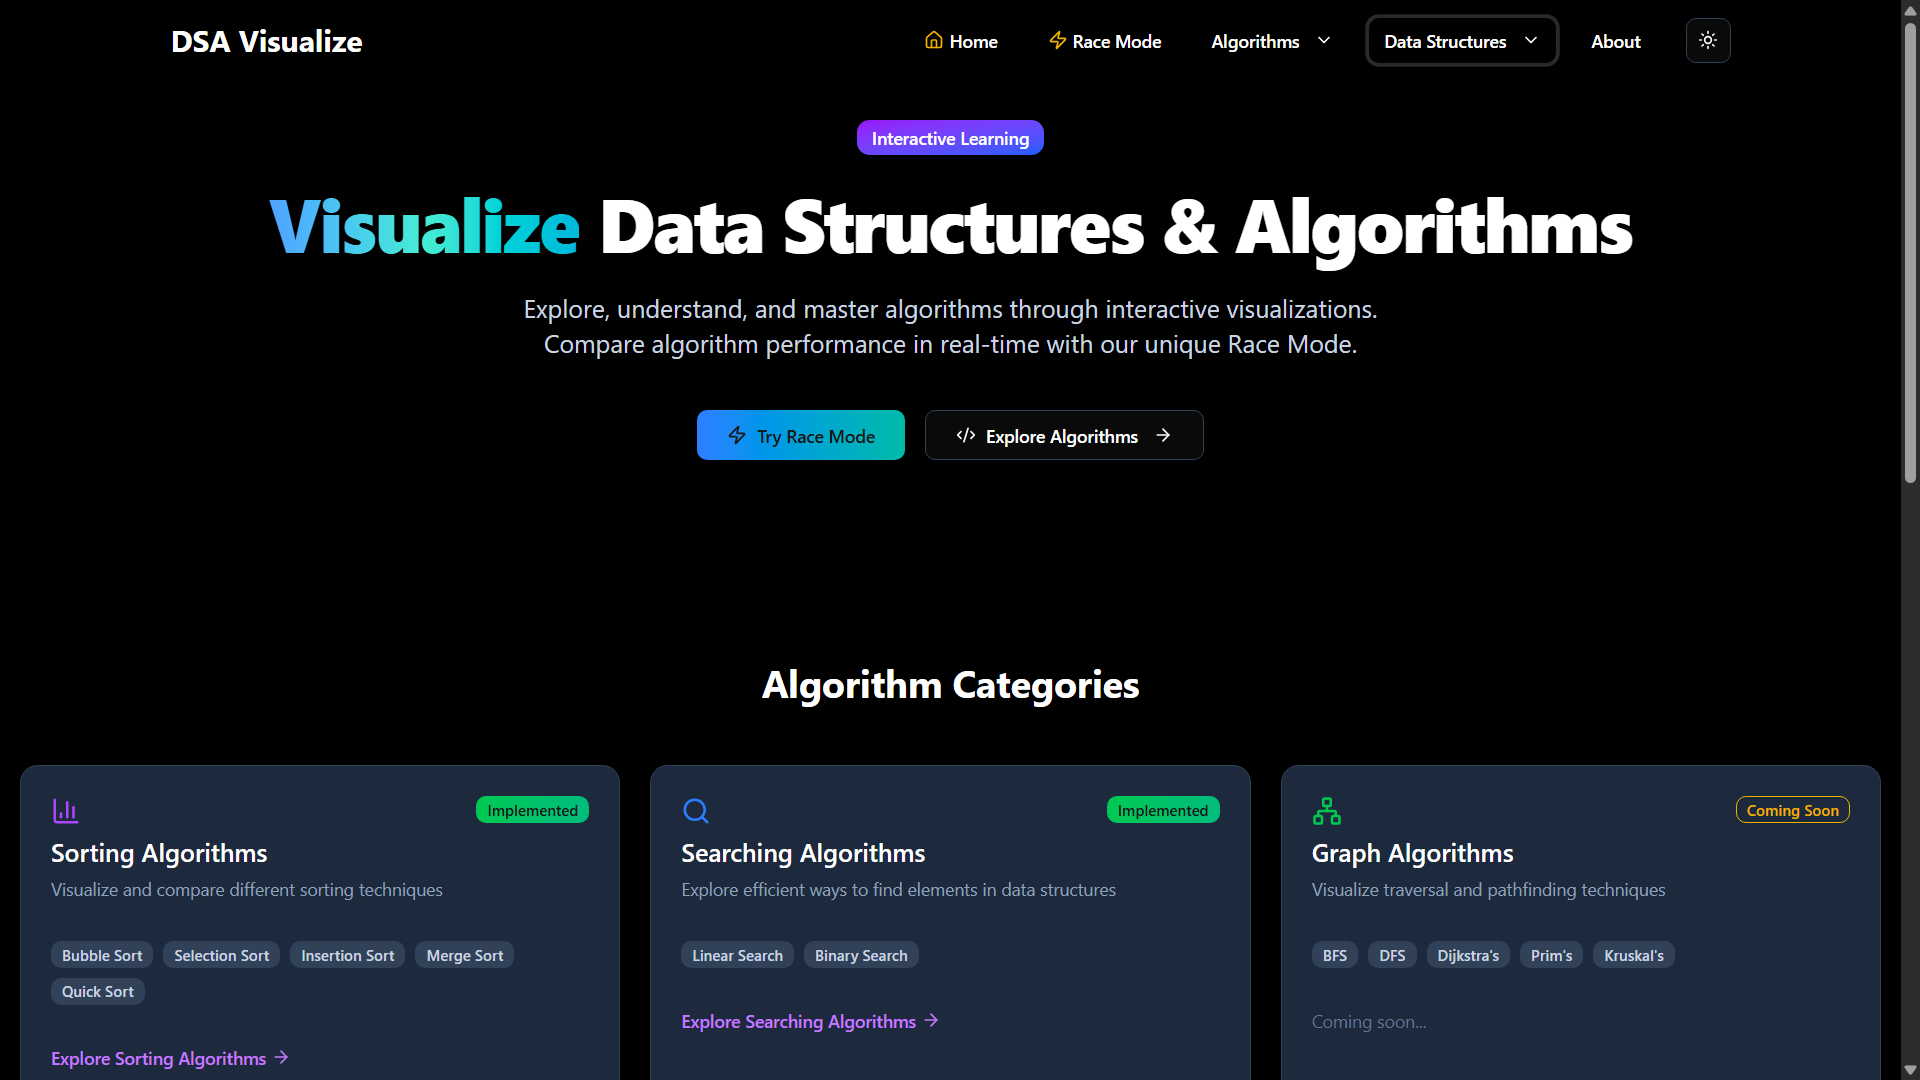 DSA Visualize
Home
Race Mode
Algorithms
Data Structures
About
Interactive Learning
Visualize Data Structures & Algorithms
Explore, understand, and master algorithms through interactive visualizations.
Compare algorithm performance in real-time with our unique Race Mode.
Try Race Mode
Explore Algorithms
Algorithm Categories
Implemented
Sorting Algorithms
Visualize and compare different sorting techniques
Bubble Sort
Selection Sort
Insertion Sort
Merge Sort
Quick Sort
Explore Sorting Algorithms
Implemented
Searching Algorithms
Explore efficient ways to find elements in data structures
Linear Search
Binary Search
Explore Searching Algorithms
Coming Soon
Graph Algorithms
Visualize traversal and pathfinding techniques
BFS
DFS
Dijkstra's
Prim's
Kruskal's
Coming soon...